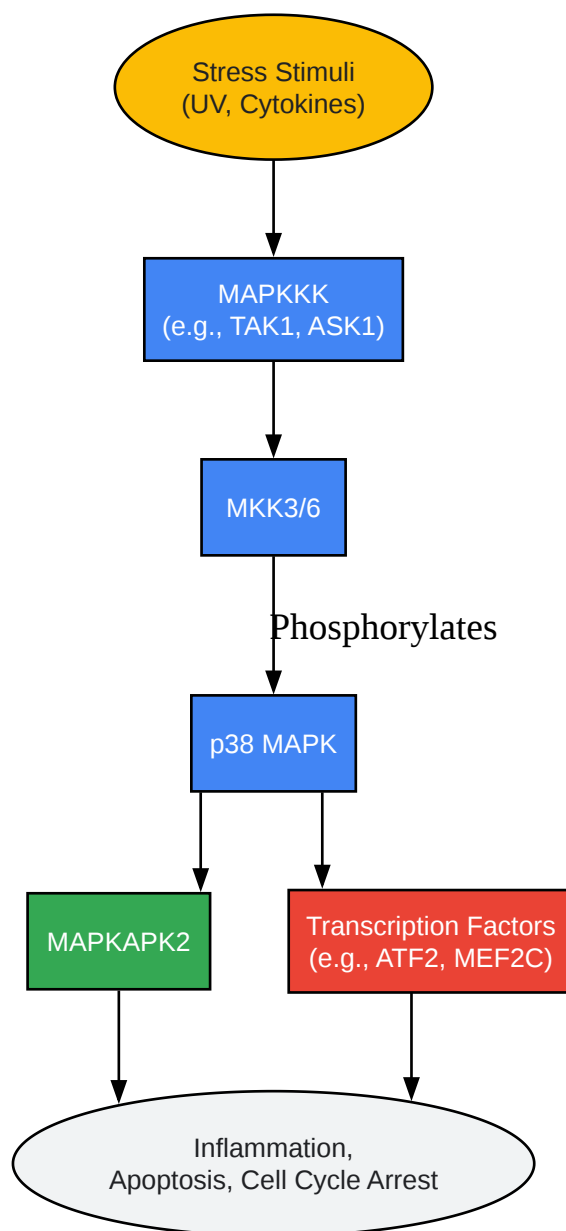 Stress Stimuli
(UV, Cytokines)
MAPKKK
(e.g., TAK1, ASK1)
MKK3/6
Phosphorylates
p38 MAPK
MAPKAPK2
Transcription Factors
(e.g., ATF2, MEF2C)
Inflammation,
Apoptosis, Cell Cycle Arrest